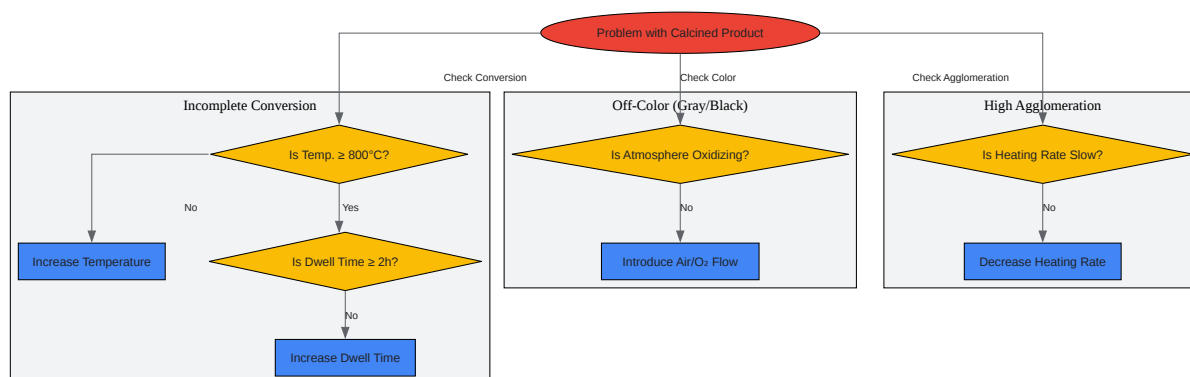 Problem with Calcined Product
Check Conversion
Check Color
Check Agglomeration
Incomplete Conversion
Off-Color (Gray/Black)
High Agglomeration
Is Temp. ≥ 800°C?
Is Atmosphere Oxidizing?
Is Heating Rate Slow?
No
Yes
No
No
Increase Temperature
Is Dwell Time ≥ 2h?
Introduce Air/O₂ Flow
Decrease Heating Rate
No
Increase Dwell Time